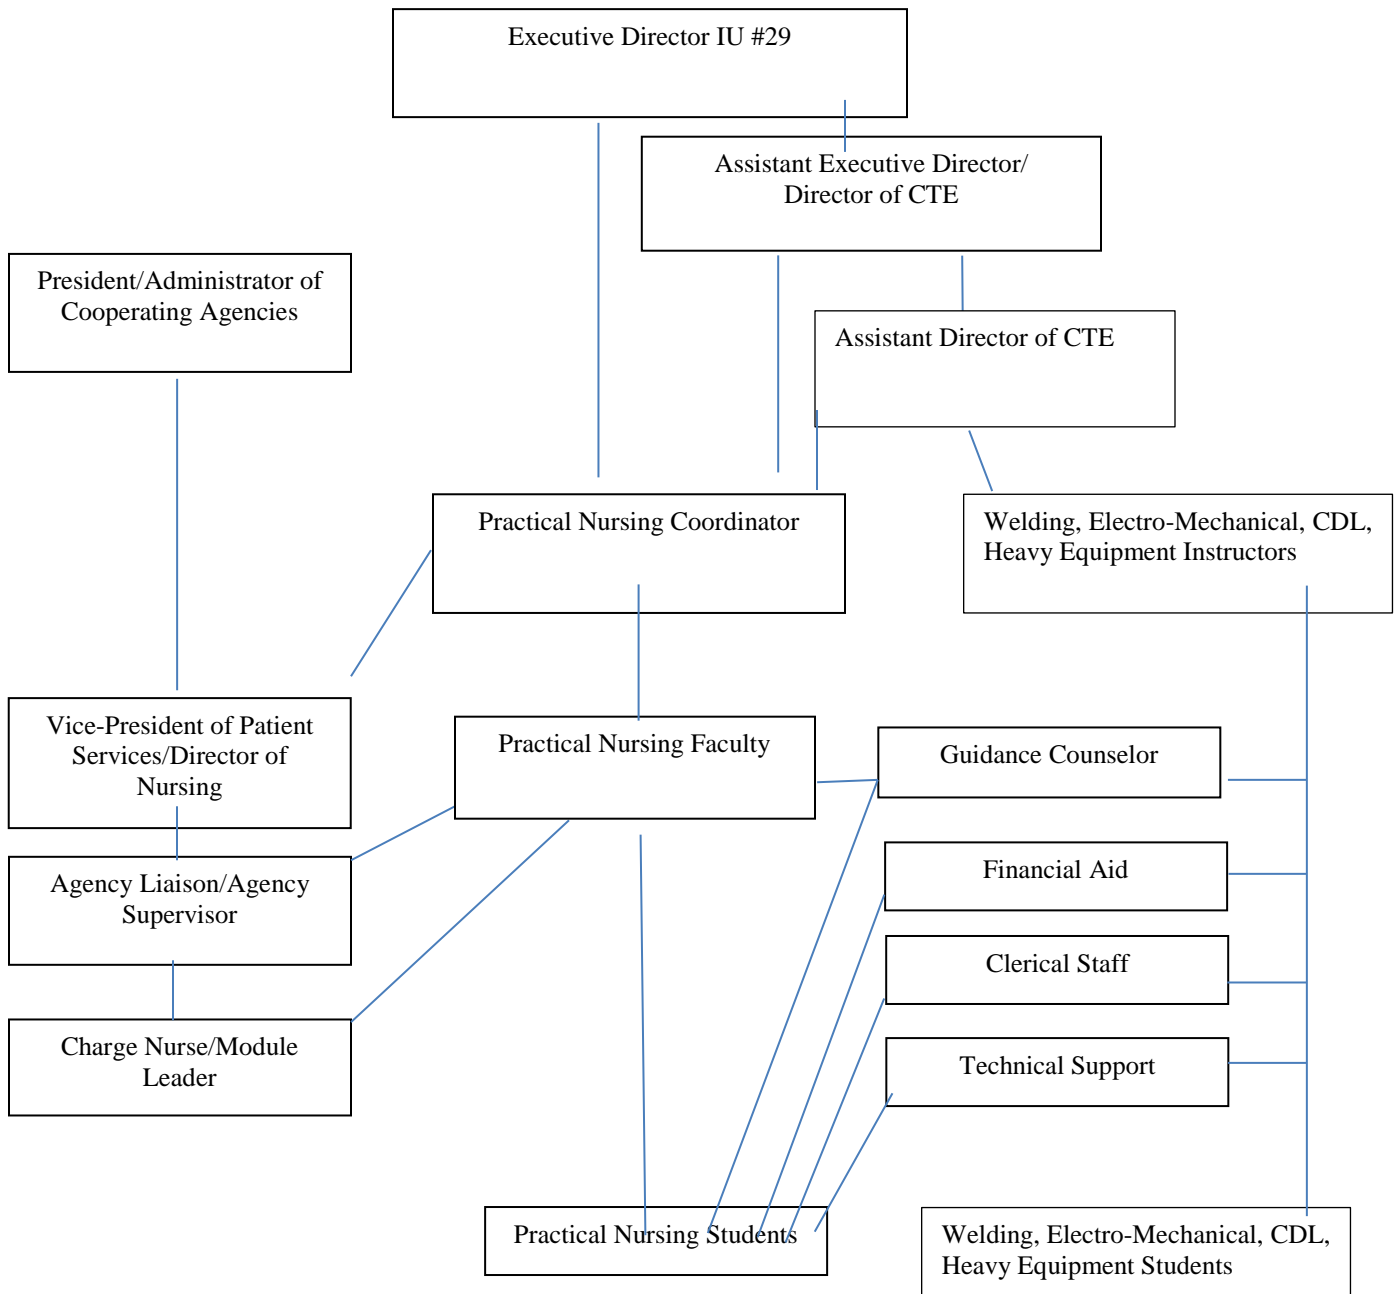 Executive Director IU #29
Assistant Executive Director/
Director of CTE
President/Administrator of
Cooperating Agencies
Assistant Director of CTE
Practical Nursing Coordinator
Welding, Electro-Mechanical, CDL,
Heavy Equipment Instructors
Vice-President of Patient
Services/Director of
Nursing
Practical Nursing Faculty
Guidance Counselor
Agency Liaison/Agency
Supervisor
Financial Aid
Clerical Staff
Charge Nurse/Module
Leader
Technical Support
Practical Nursing Students
Welding, Electro-Mechanical, CDL,
Heavy Equipment Students